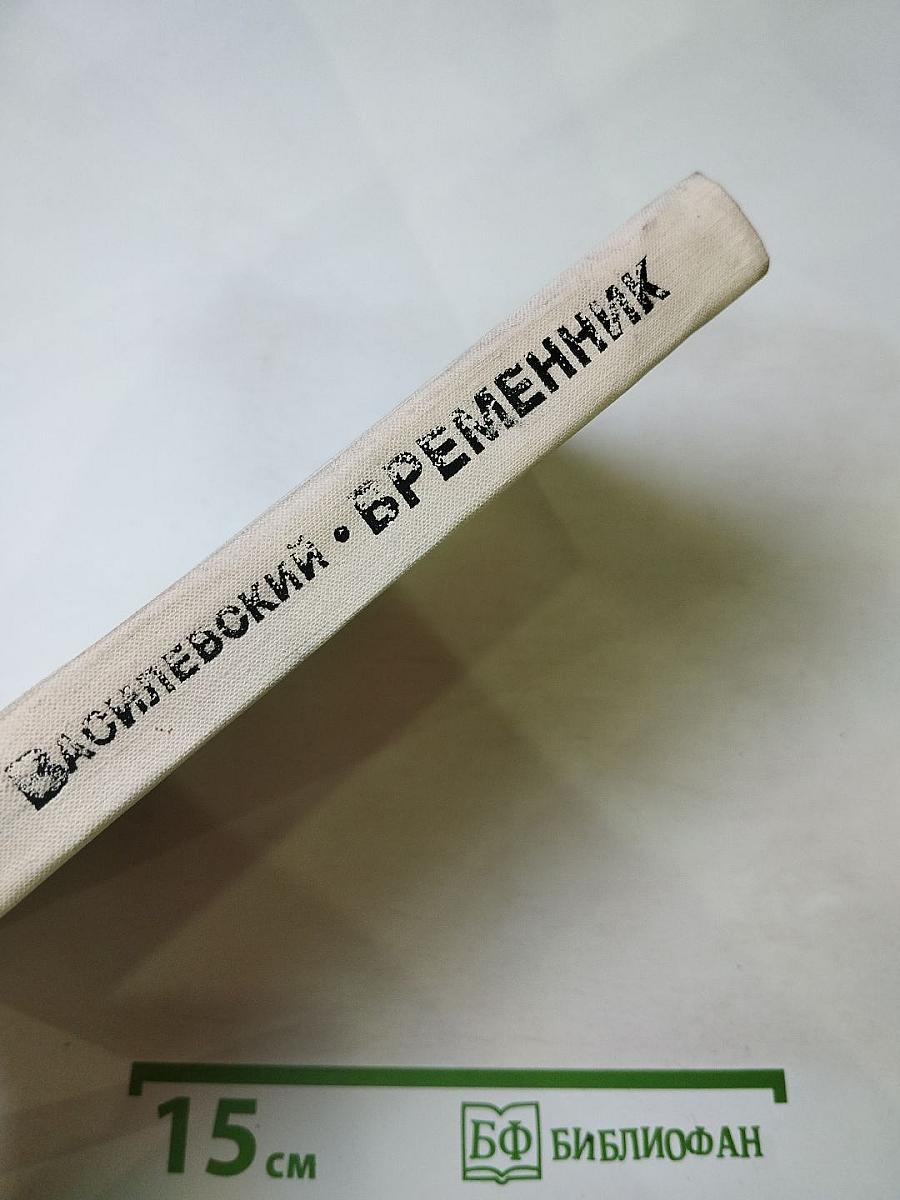 ВАСИЛЕВСКИЙ • БРЕМЕННИК
15 см
БФ БИБЛИОФАН